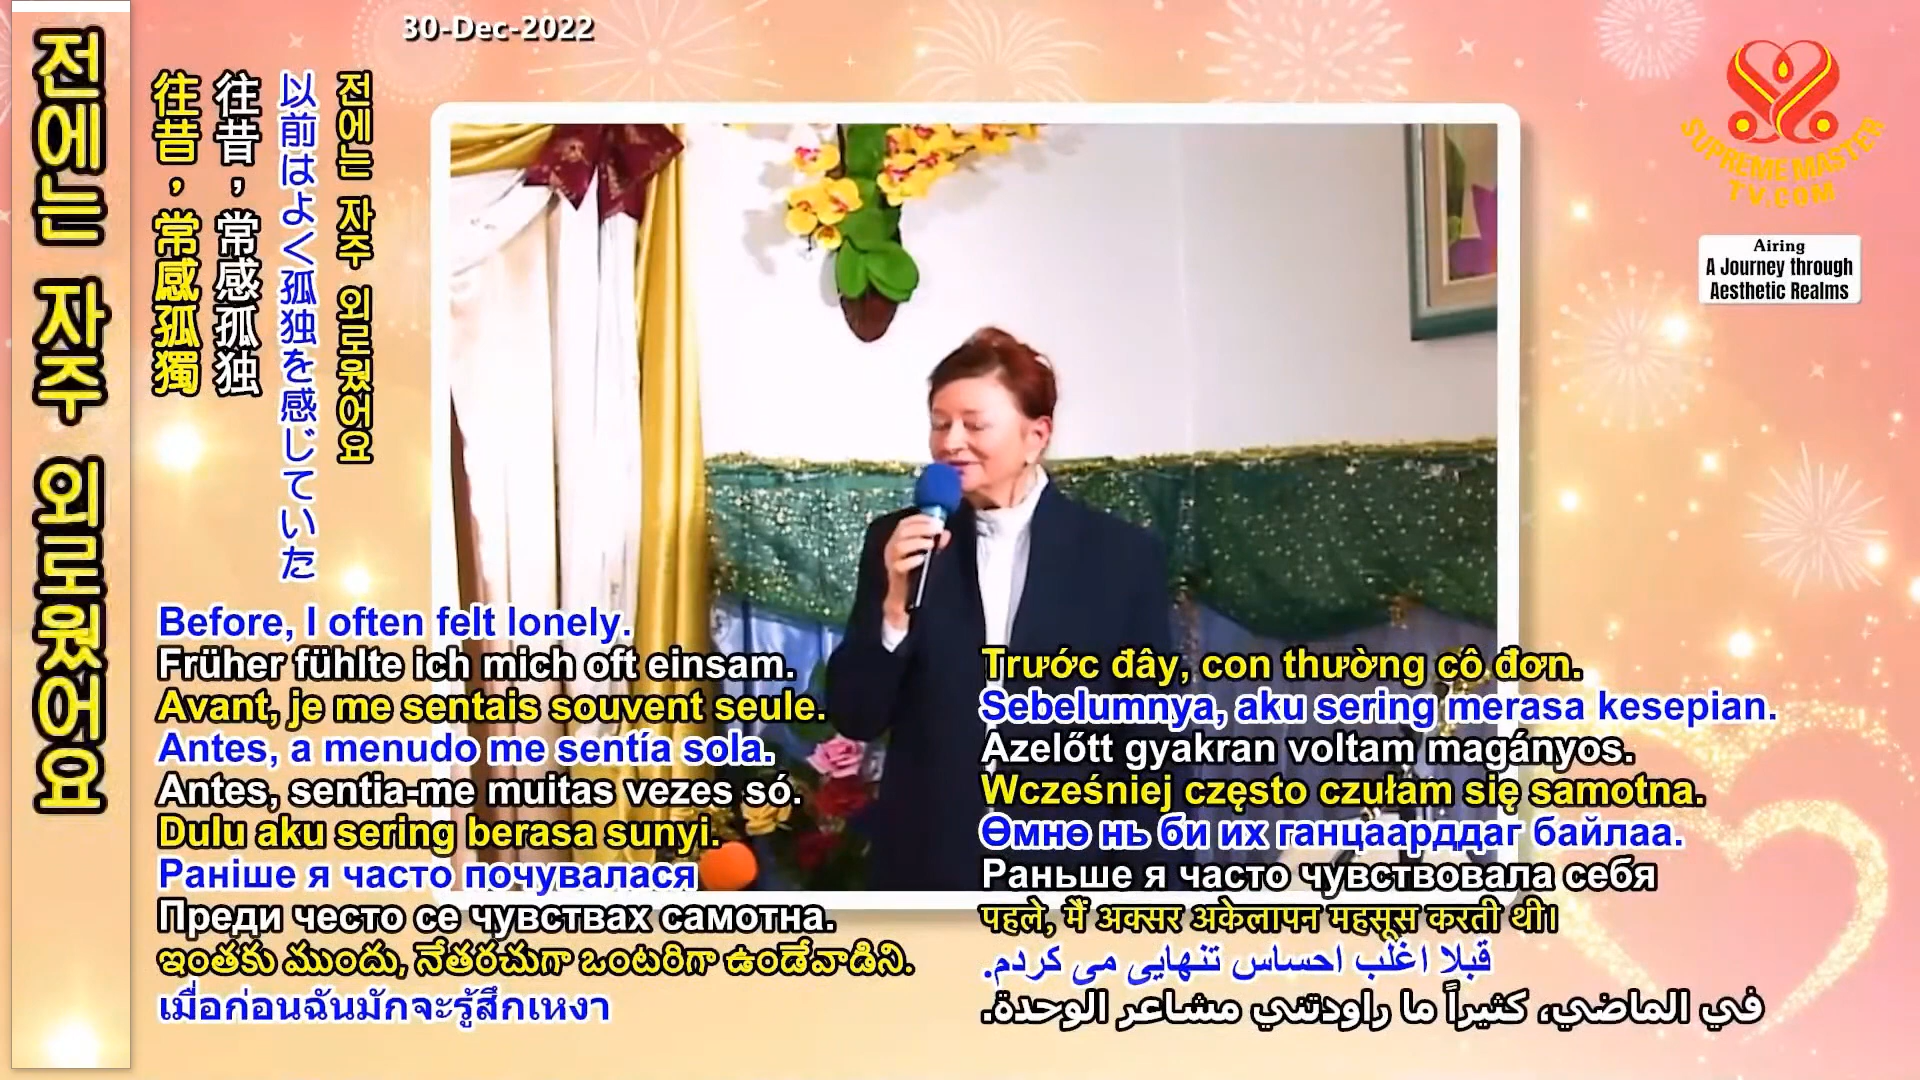 30-Dec-2022
전에는 자주 외로웠어요
往昔，常感孤獨
往昔，常感孤独
以前はよく孤独を感じていた
전에는 자주 외로웠어요
SUPREME MASTER
TV.COM
Airing
A Journey through
Aesthetic Realms
Before, I often felt lonely.
Früher fühlte ich mich oft einsam.
Avant, je me sentais souvent seule.
Antes, a menudo me sentía sola.
Antes, sentia-me muitas vezes só.
Dulu aku sering berasa sunyi.
Раніше я часто почувалася
Преди често се чувствах самотна.
ఇంతకు ముందు, నేతరచుగా ఒంటరిగా ఉండేవాడిని.
เมื่อก่อนฉันมักจะรู้สึกเหงา
Trước đây, con thường cô đơn.
Sebelumnya, aku sering merasa kesepian.
Azelőtt gyakran voltam magányos.
Wcześniej często czułam się samotna.
Өмнө нь би их ганцаарддаг байлаа.
Раньше я часто чувствовала себя
पहले, मैं अक्सर अकेलापन महसूस करती थी।
قبلا اغلب احساس تنهایی می کردم.
في الماضي، كثيراً ما راودتني مشاعر الوحدة.